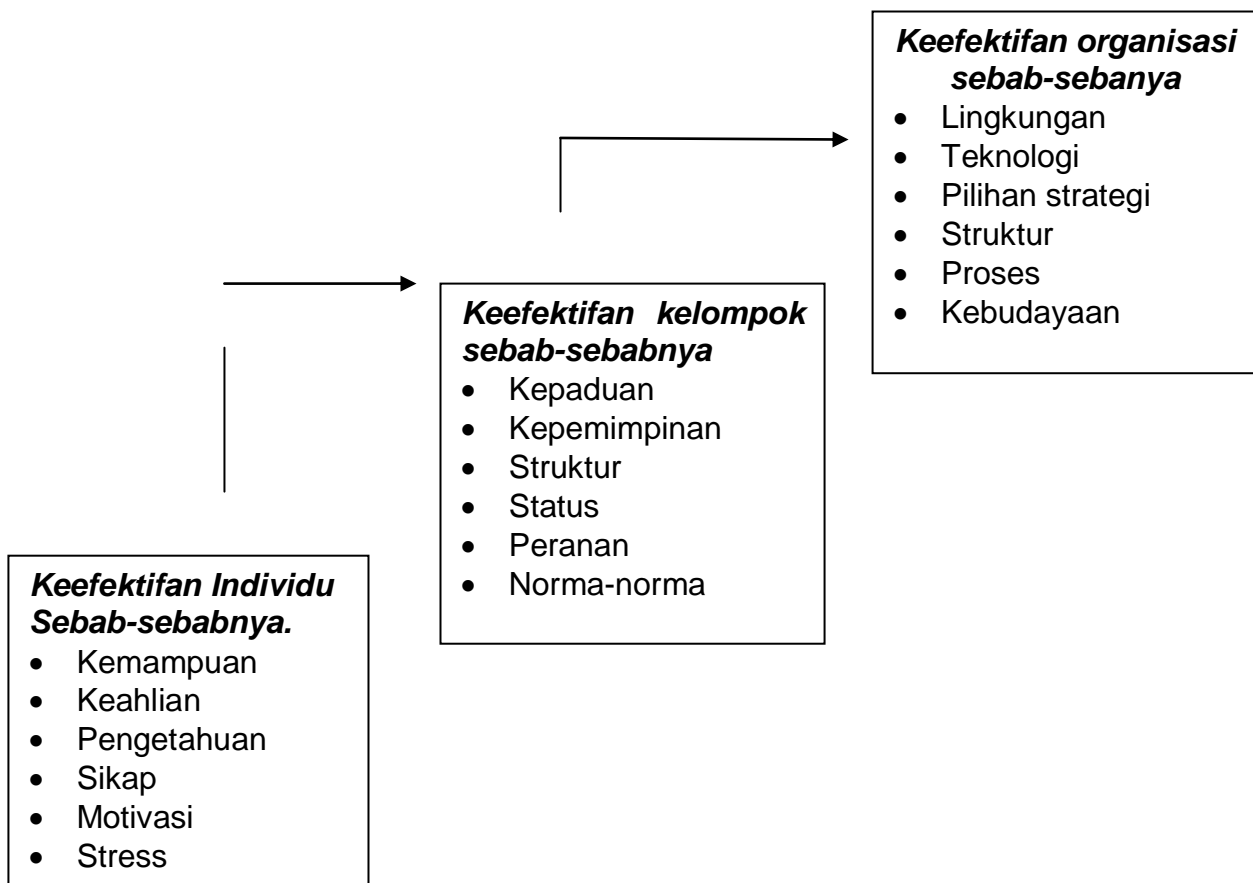 Keefektifan organisasi
sebab-sebanya
• Lingkungan
• Teknologi
• Pilihan strategi
• Struktur
• Proses
• Kebudayaan
Keefektifan kelompok
sebab-sebabnya
• Kepaduan
• Kepemimpinan
• Struktur
• Status
• Peranan
• Norma-norma
Keefektifan Individu
Sebab-sebabnya.
• Kemampuan
• Keahlian
• Pengetahuan
• Sikap
• Motivasi
• Stress